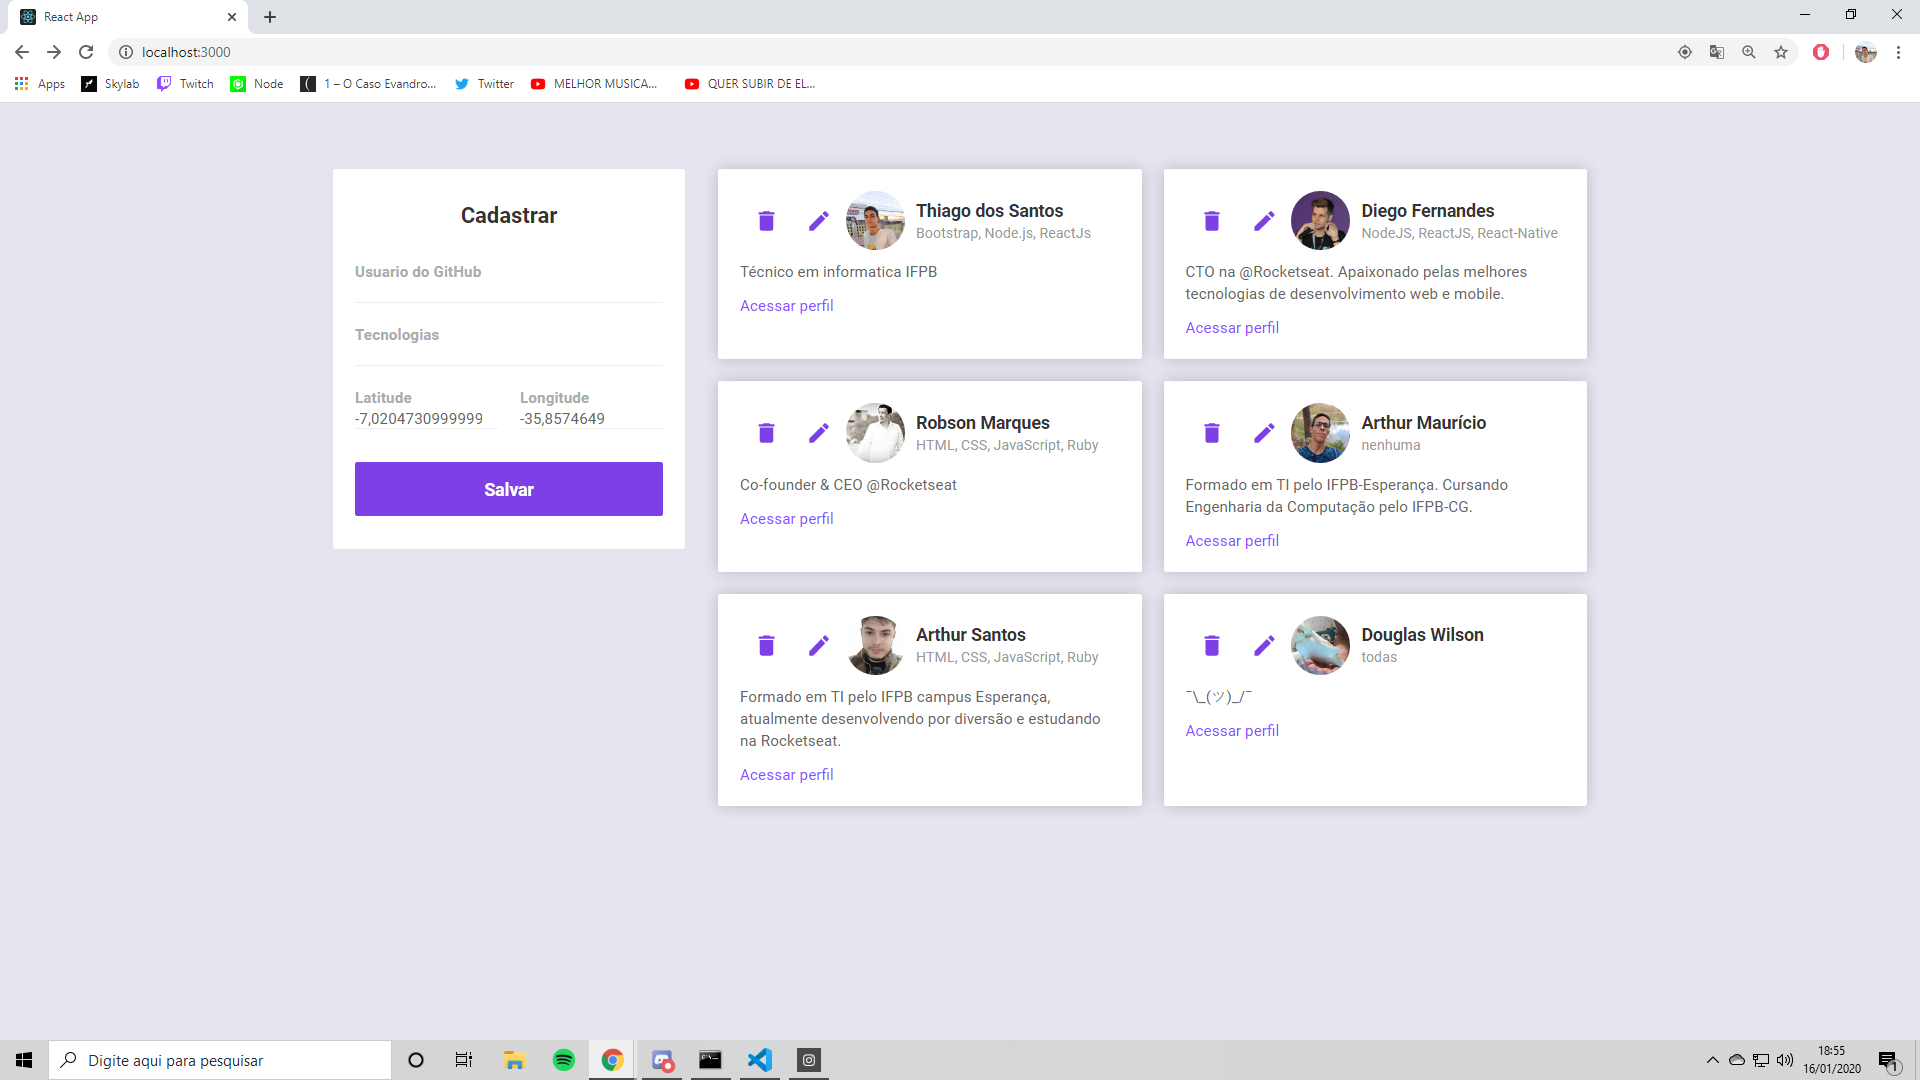 React App
localhost:3000
Apps
Skylab
Twitch
Node
1 – O Caso Evandro...
Twitter
MELHOR MUSICA...
QUER SUBIR DE EL...
Cadastrar
Usuario do GitHub
Tecnologias
Latitude
-7,0204730999999
Longitude
-35,8574649
Salvar
Thiago dos Santos
Bootstrap, Node.js, ReactJs
Técnico em informatica IFPB
Acessar perfil
Diego Fernandes
NodeJS, ReactJS, React-Native
CTO na @Rocketseat. Apaixonado pelas melhores
tecnologias de desenvolvimento web e mobile.
Acessar perfil
Robson Marques
HTML, CSS, JavaScript, Ruby
Co-founder & CEO @Rocketseat
Acessar perfil
Arthur Maurício
nenhuma
Formado em TI pelo IFPB-Esperança. Cursando
Engenharia da Computação pelo IFPB-CG.
Acessar perfil
Arthur Santos
HTML, CSS, JavaScript, Ruby
Formado em TI pelo IFPB campus Esperança,
atualmente desenvolvendo por diversão e estudando
na Rocketseat.
Acessar perfil
Douglas Wilson
todas
¯\_(ツ)_/¯
Acessar perfil
Digite aqui para pesquisar
18:55
16/01/2020
1